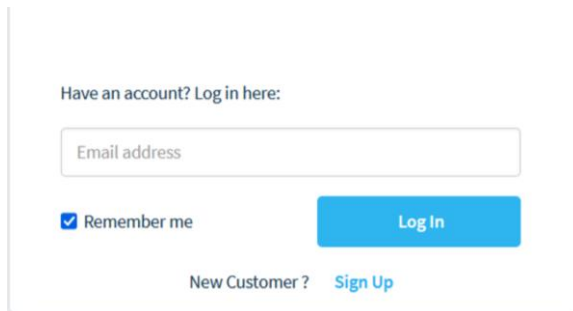 Have an account? Log in here:
Email address
Remember me Log In
New Customer ? Sign Up